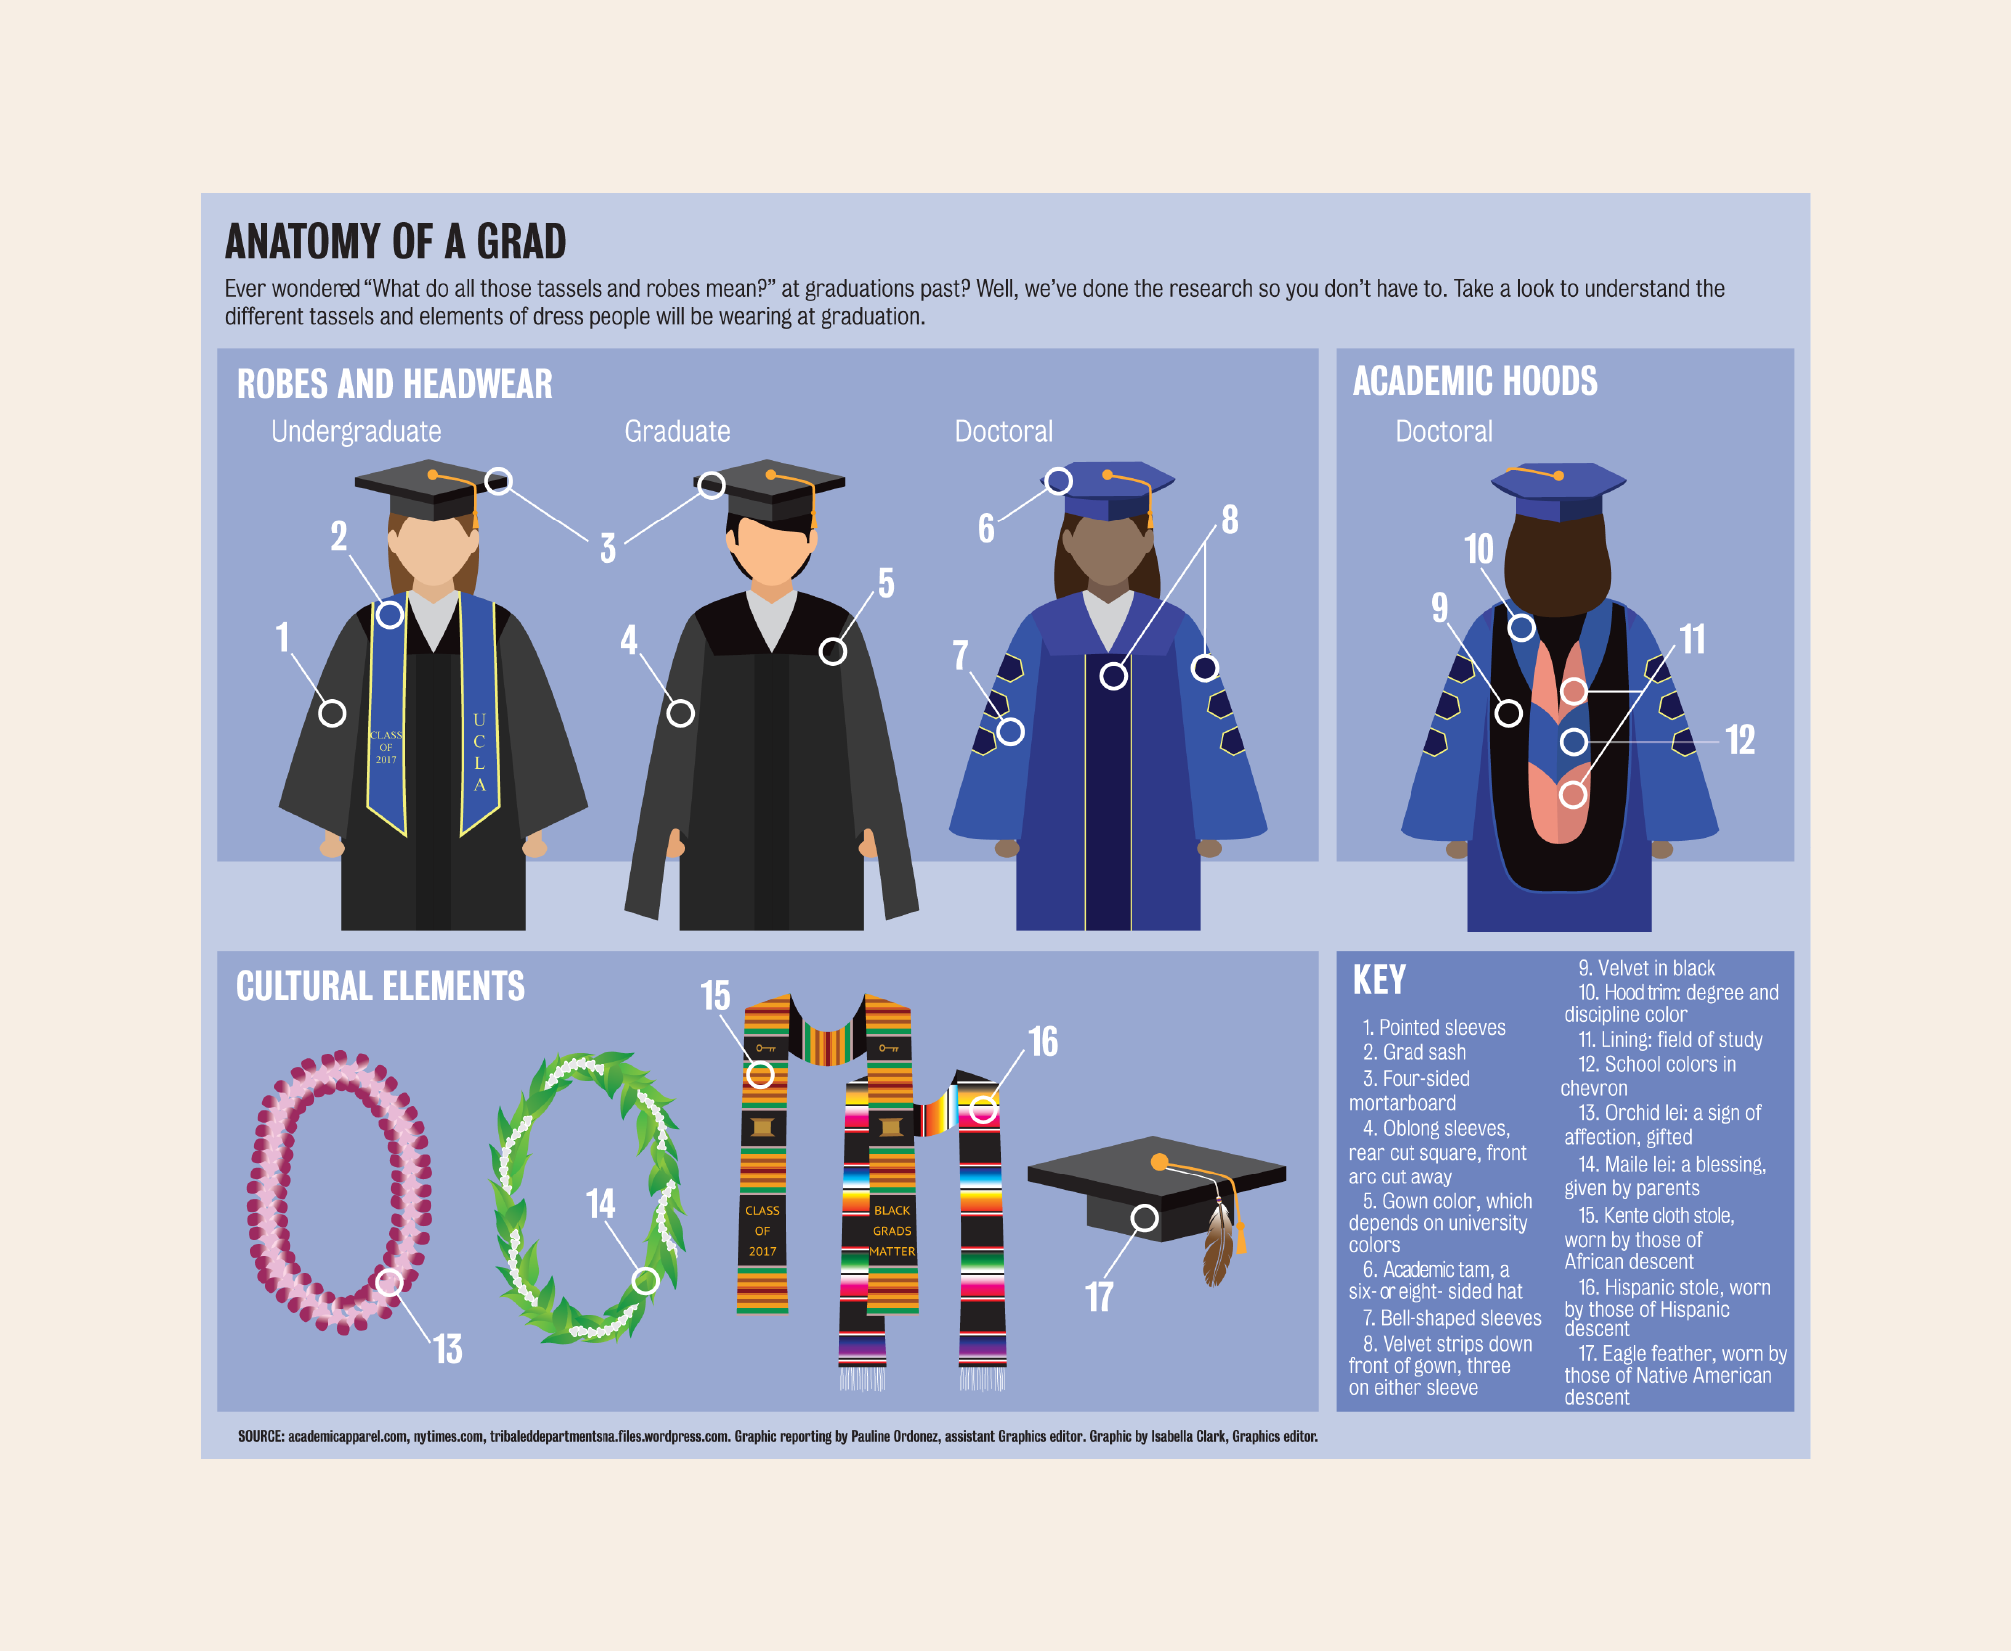 ANATOMY OF A GRAD
Ever wondered “What do all those tassels and robes mean?” at graduations past? Well, we’ve done the research so you don’t have to. Take a look to understand the
different tassels and elements of dress people will be wearing at graduation.
ROBES AND HEADWEAR
Undergraduate
Graduate
Doctoral
1
2
3
4
5
6
7
8
CLASS
OF
2017
U
C
L
A
ACADEMIC HOODS
Doctoral
9
10
11
12
CULTURAL ELEMENTS
13
14
15
16
17
CLASS
OF
2017
BLACK
GRADS
MATTER
KEY
1. Pointed sleeves
2. Grad sash
3. Four-sided
mortarboard
4. Oblong sleeves,
rear cut square, front
arc cut away
5. Gown color, which
depends on university
colors
6. Academic tam, a
six- or eight- sided hat
7. Bell-shaped sleeves
8. Velvet strips down
front of gown, three
on either sleeve
9. Velvet in black
10. Hood trim: degree and
discipline color
11. Lining: field of study
12. School colors in
chevron
13. Orchid lei: a sign of
affection, gifted
14. Maile lei: a blessing,
given by parents
15. Kente cloth stole,
worn by those of
African descent
16. Hispanic stole, worn
by those of Hispanic
descent
17. Eagle feather, worn by
those of Native American
descent
SOURCE: academicapparel.com, nytimes.com, tribaleddepartmentsna.files.wordpress.com. Graphic reporting by Pauline Ordonez, assistant Graphics editor. Graphic by Isabella Clark, Graphics editor.